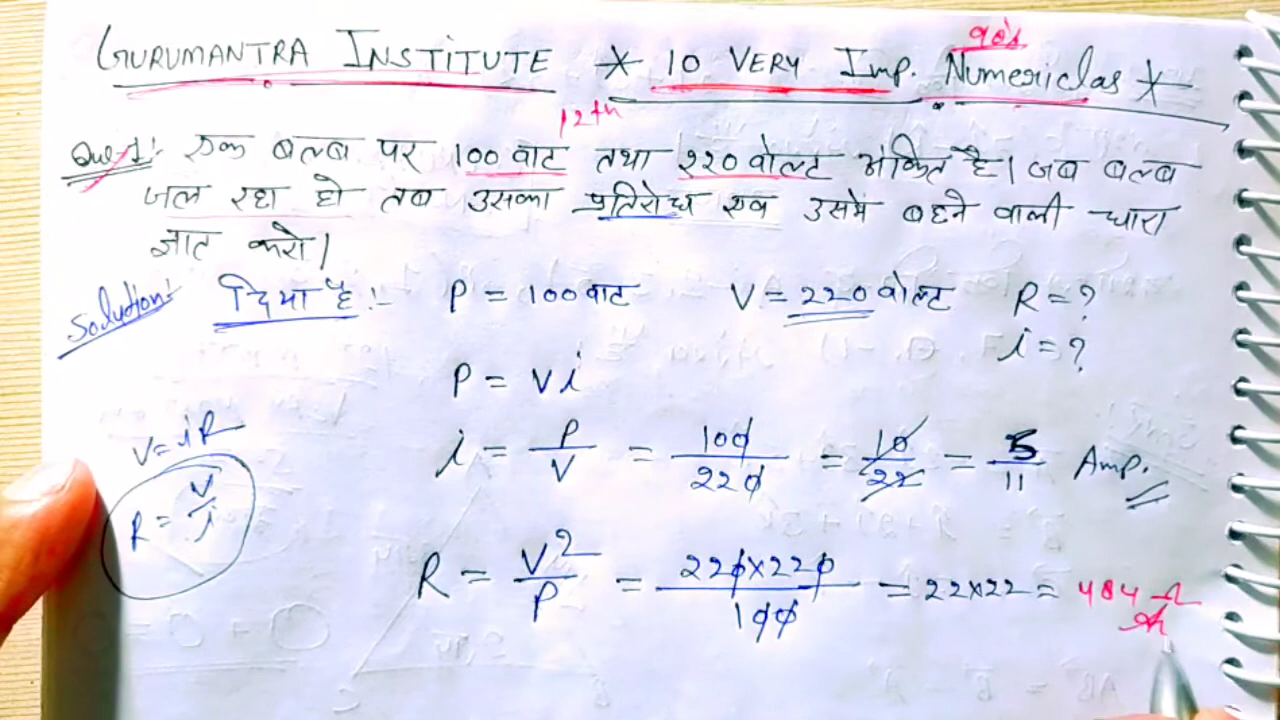 GURUMANTRA INSTITUTE * 10 VERY Imp. Numericlas *
12th
Que-1:- एक बल्ब पर 100 वाट तथा 220 वोल्ट अंकित है। जब बल्ब
जल रहा हो तब उसका प्रतिरोध एव उसमे बहने वाली धारा
ज्ञात करो।
Solution:- दिया है:- P = 100 वाट V = 220 वोल्ट R = ?
i = ?
P = Vi
V = iR
i = P/V = 100/220 = 10/22 = 5/11 Amp.
R = V/i
R = V²/P = 220×220/100 = 22×22 = 484 Ω